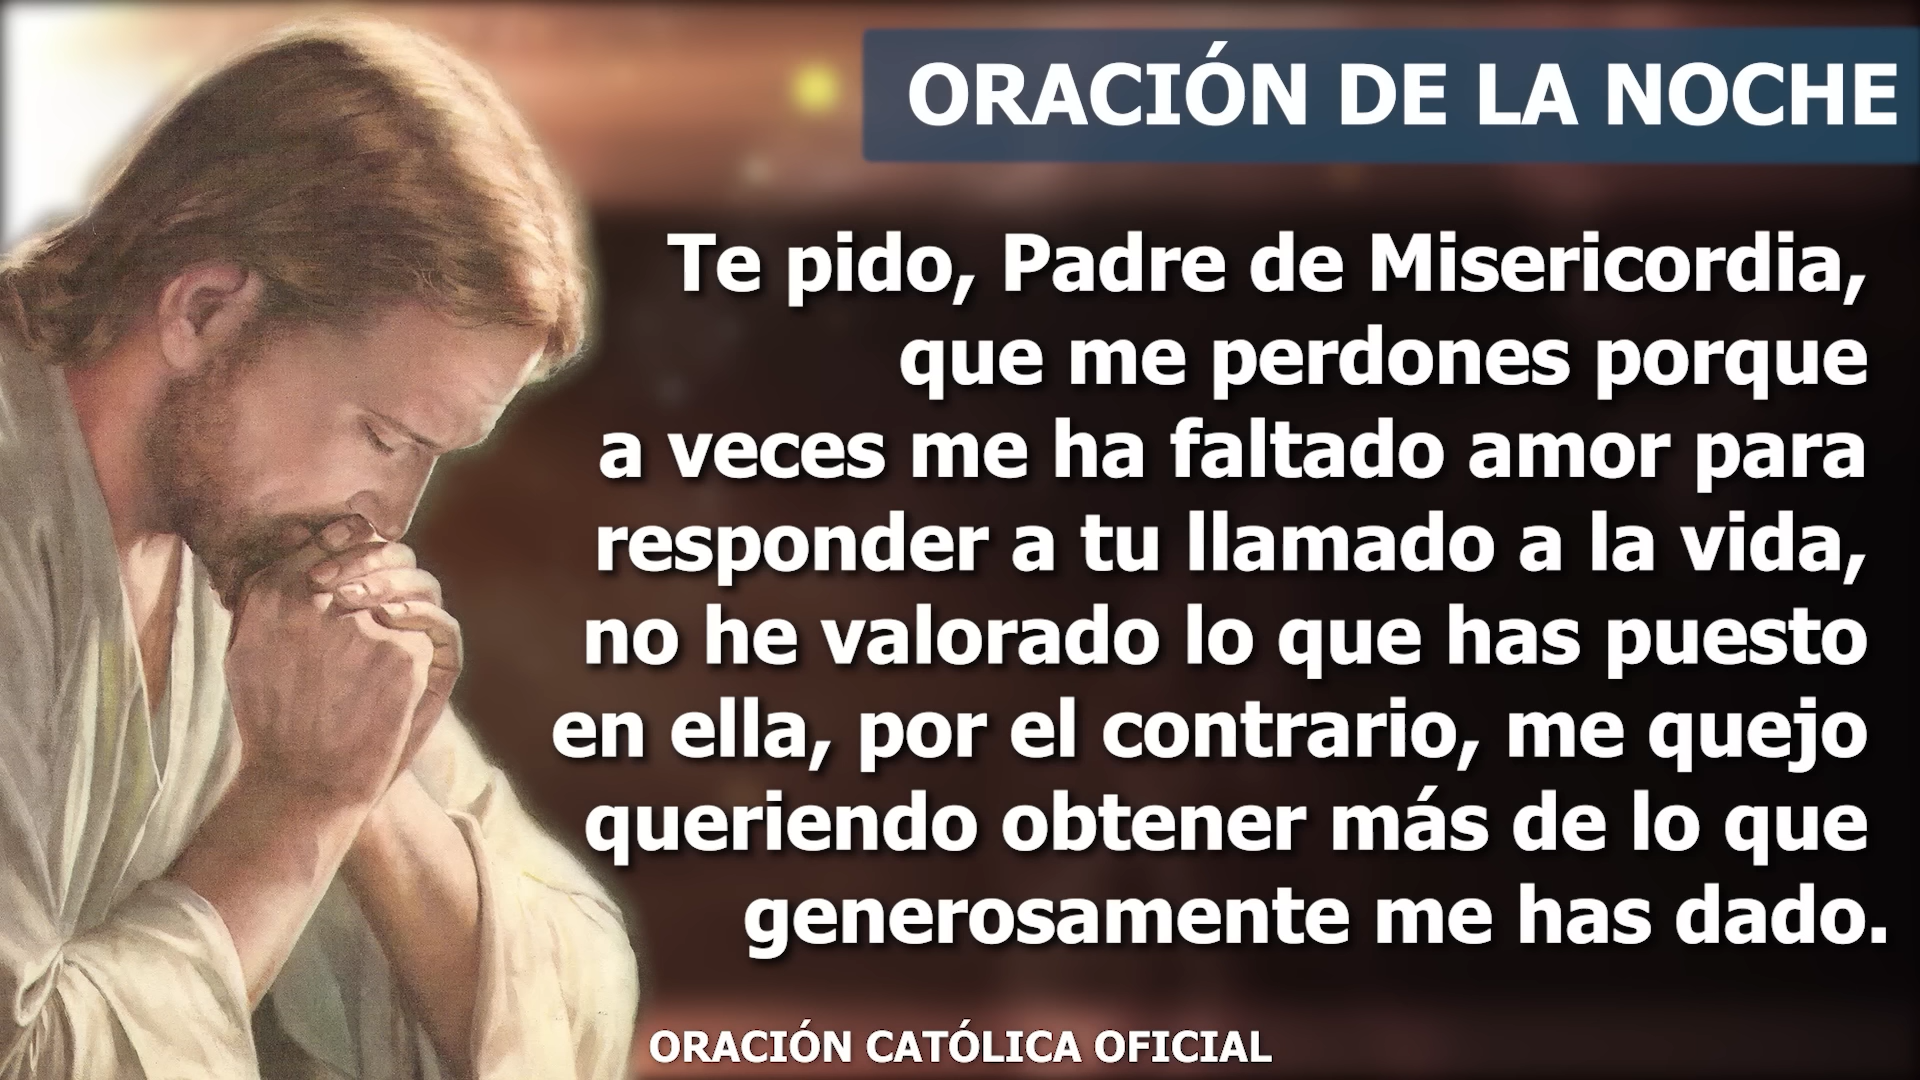 ORACIÓN DE LA NOCHE
Te pido, Padre de Misericordia,
que me perdones porque
a veces me ha faltado amor para
responder a tu llamado a la vida,
no he valorado lo que has puesto
en ella, por el contrario, me quejo
queriendo obtener más de lo que
generosamente me has dado.
ORACIÓN CATÓLICA OFICIAL